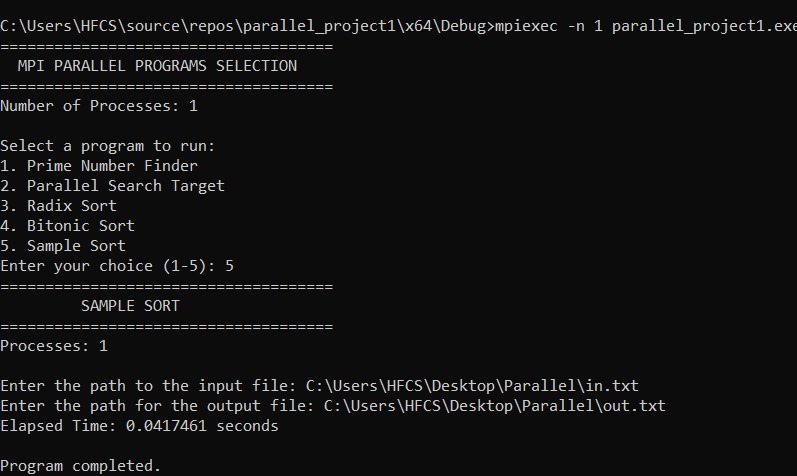 C:\Users\HFCS\source\repos\parallel_project1\x64\Debug>mpiexec -n 1 parallel_project1.exe
=====================================
MPI PARALLEL PROGRAMS SELECTION
=====================================
Number of Processes: 1
Select a program to run:
1. Prime Number Finder
2. Parallel Search Target
3. Radix Sort
4. Bitonic Sort
5. Sample Sort
Enter your choice (1-5): 5
=====================================
SAMPLE SORT
=====================================
Processes: 1
Enter the path to the input file: C:\Users\HFCS\Desktop\Parallel\in.txt
Enter the path for the output file: C:\Users\HFCS\Desktop\Parallel\out.txt
Elapsed Time: 0.0417461 seconds
Program completed.